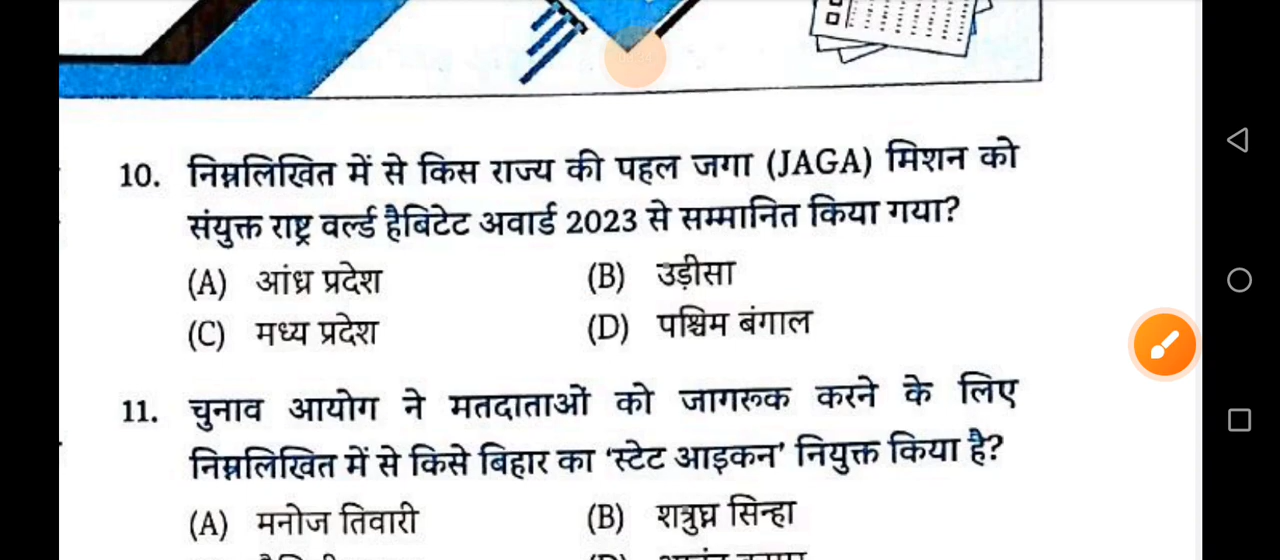 10. निम्नलिखित में से किस राज्य की पहल जगा (JAGA) मिशन को
संयुक्त राष्ट्र वर्ल्ड हैबिटेट अवार्ड 2023 से सम्मानित किया गया?
(A) आंध्र प्रदेश (B) उड़ीसा
(C) मध्य प्रदेश (D) पश्चिम बंगाल
11. चुनाव आयोग ने मतदाताओं को जागरूक करने के लिए
निम्नलिखित में से किसे बिहार का ‘स्टेट आइकन’ नियुक्त किया है?
(A) मनोज तिवारी (B) शत्रुघ्न सिन्हा